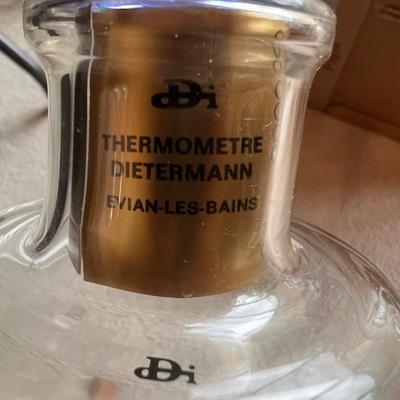 dDi
THERMOMETRE
DIETERMANN
EVIAN-LES-BAINS
dDi